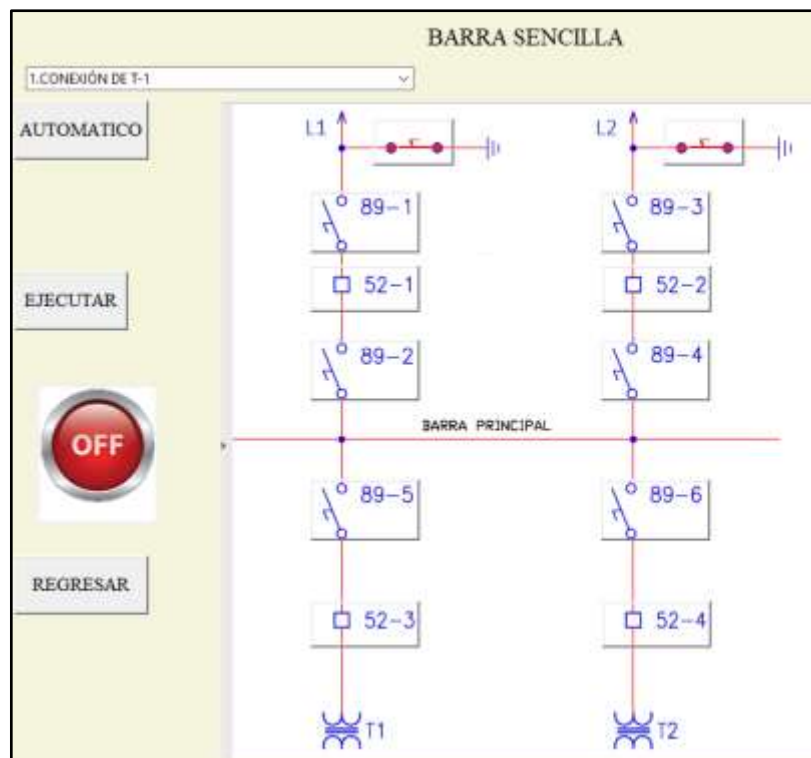 BARRA SENCILLA
1.CONEXIÓN DE T-1
AUTOMATICO
L1
L2
89-1
89-3
EJECUTAR
52-1
52-2
89-2
89-4
BARRA PRINCIPAL
OFF
89-5
89-6
REGRESAR
52-3
52-4
T1
T2